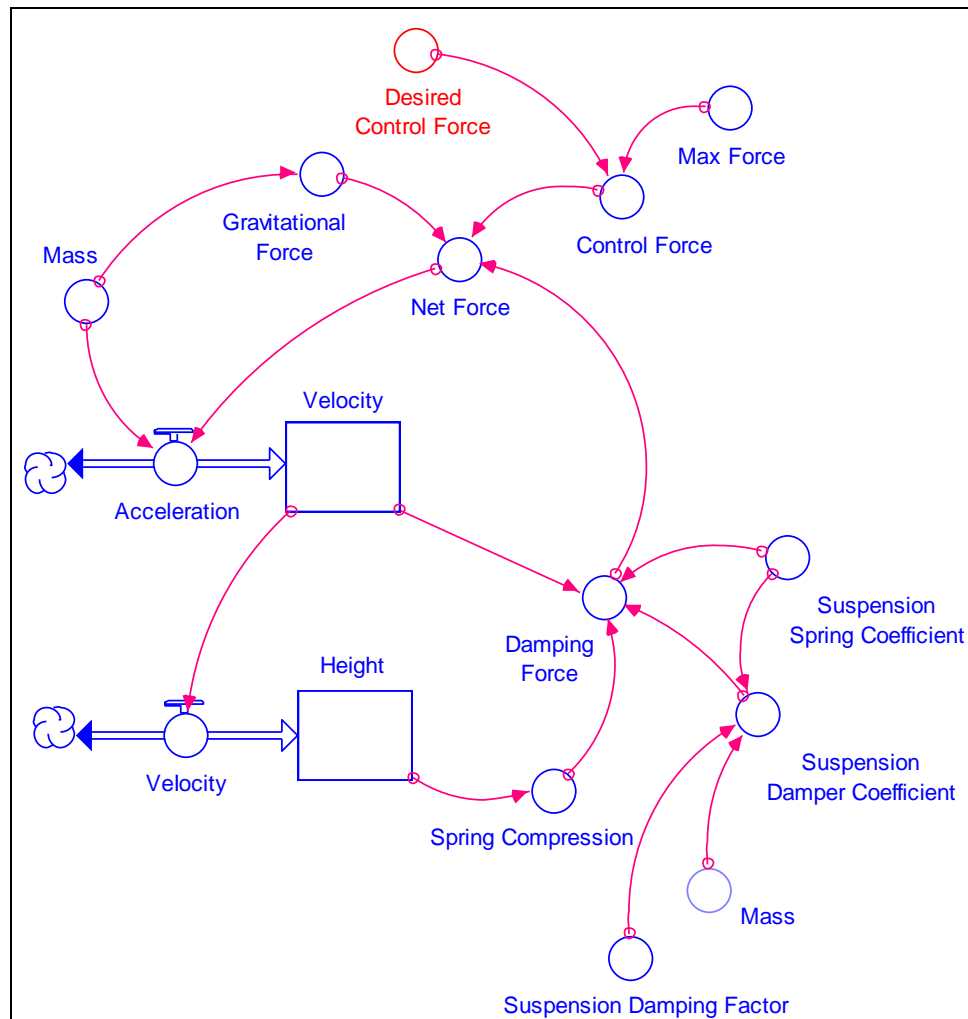 Desired
Control Force
Max Force
Gravitational
Force
Control Force
Mass
Net Force
Velocity
Acceleration
Suspension
Spring Coefficient
Damping
Force
Height
Velocity
Suspension
Damper Coefficient
Spring Compression
Mass
Suspension Damping Factor